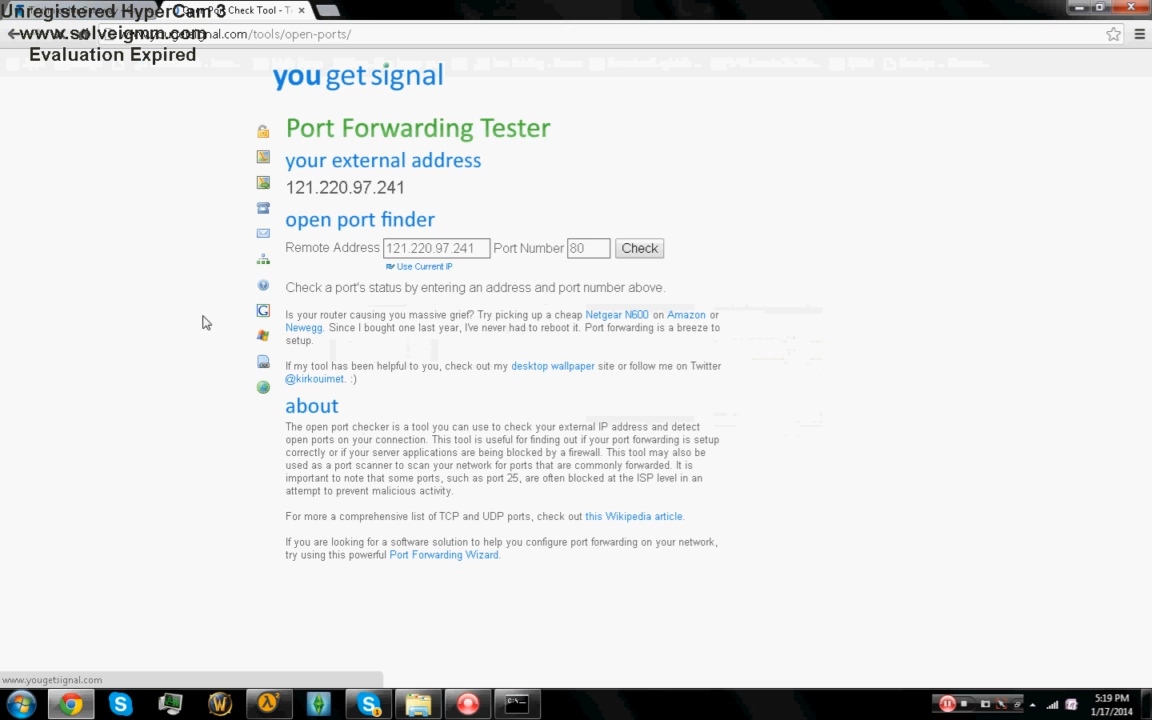 Unregistered HyperCam 3
Check Tool - T
www.solveigmm.com
.com/tools/open-ports/
Evaluation Expired
you get signal
Port Forwarding Tester
your external address
121.220.97.241
open port finder
Remote Address 121.220.97.241 Port Number 80 Check
Use Current IP
Check a port's status by entering an address and port number above.
Is your router causing you massive grief? Try picking up a cheap Netgear N600 on Amazon or
Newegg. Since I bought one last year, I've never had to reboot it. Port forwarding is a breeze to
setup.
If my tool has been helpful to you, check out my desktop wallpaper site or follow me on Twitter
@kirkouimet. :)
about
The open port checker is a tool you can use to check your external IP address and detect
open ports on your connection. This tool is useful for finding out if your port forwarding is setup
correctly or if your server applications are being blocked by a firewall. This tool may also be
used as a port scanner to scan your network for ports that are commonly forwarded. It is
important to note that some ports, such as port 25, are often blocked at the ISP level in an
attempt to prevent malicious activity.
For more a comprehensive list of TCP and UDP ports, check out this Wikipedia article.
If you are looking for a software solution to help you configure port forwarding on your network,
try using this powerful Port Forwarding Wizard.
www.yougetsignal.com
5:19 PM
1/17/2014